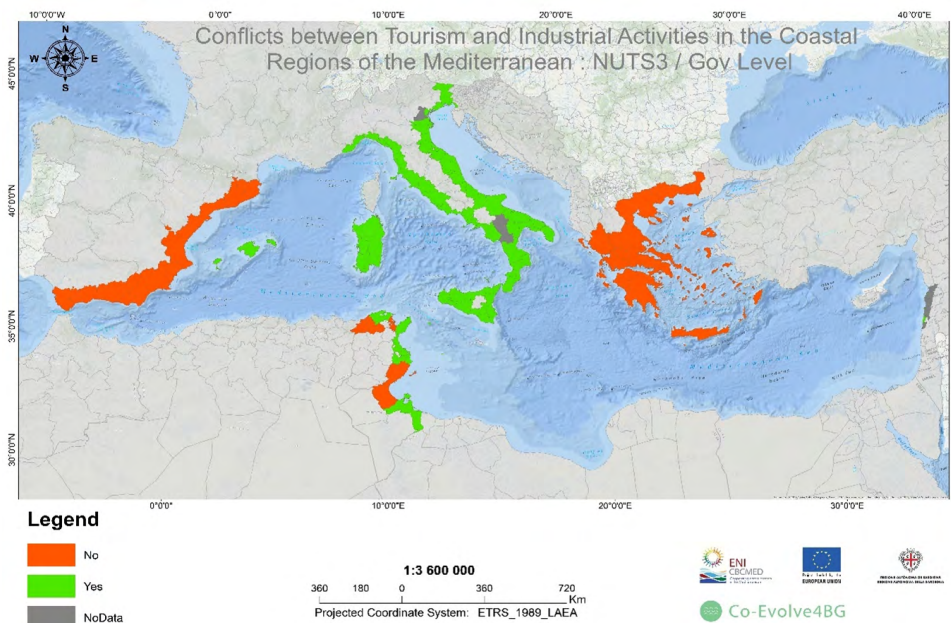 10°0'0"W 0°0'0" 10°0'0"E 20°0'0"E 30°0'0"E 40°0'0"E
Conflicts between Tourism and Industrial Activities in the Coastal
Regions of the Mediterranean : NUTS3 / Gov Level
N
W E
S
45°0'0"N
40°0'0"N
35°0'0"N
30°0'0"N
0°0'0" 10°0'0"E 20°0'0"E 30°0'0"E
Legend
No
Yes
NoData
1:3 600 000
360 180 0 360 720
Km
Projected Coordinate System: ETRS_1989_LAEA
ENI
CBCMED
EUROPEAN UNION
Co-Evolve4BG